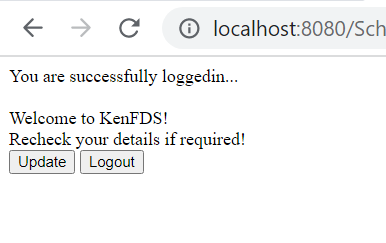 localhost:8080/Sch
You are successfully loggedin...
Welcome to KenFDS!
Recheck your details if required!
Update Logout